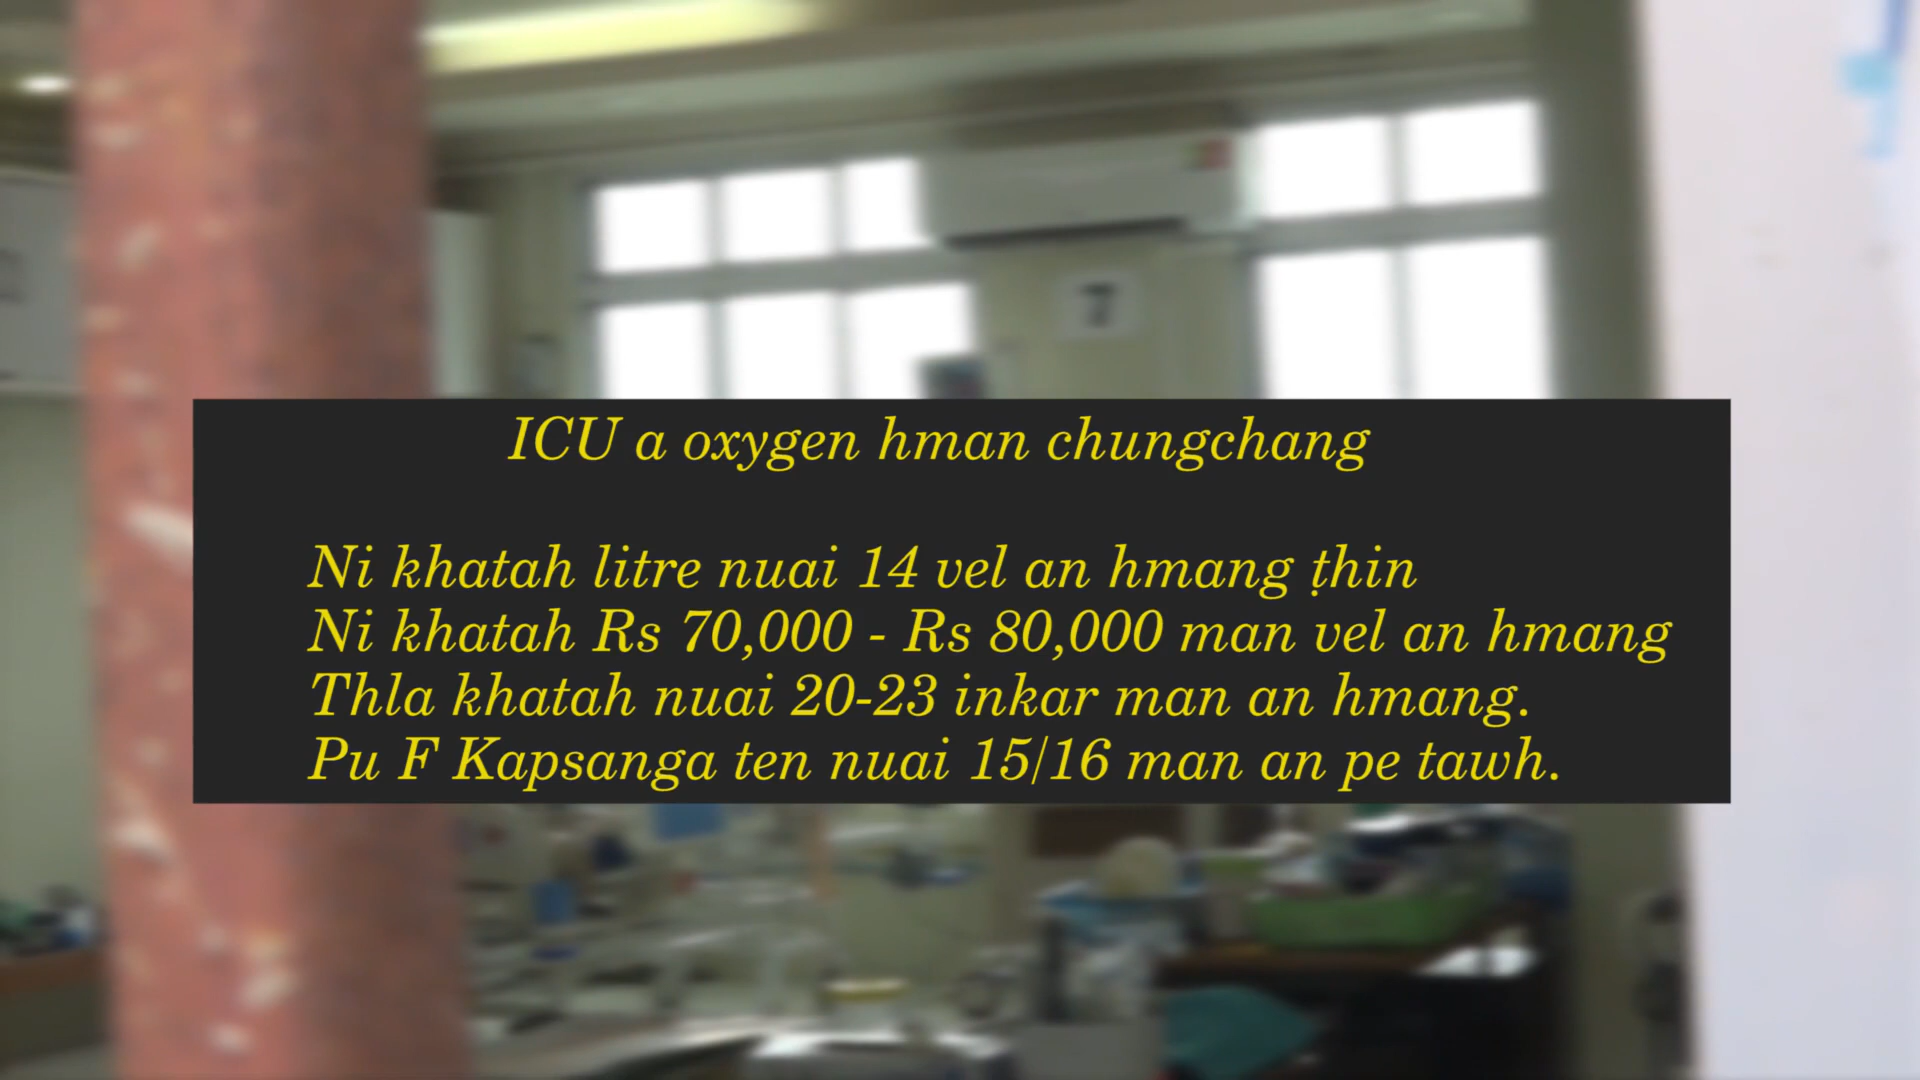 ICU a oxygen hman chungchang
Ni khatah litre nuai 14 vel an hmang ṭhin
Ni khatah Rs 70,000 - Rs 80,000 man vel an hmang
Thla khatah nuai 20-23 inkar man an hmang.
Pu F Kapsanga ten nuai 15/16 man an pe tawh.